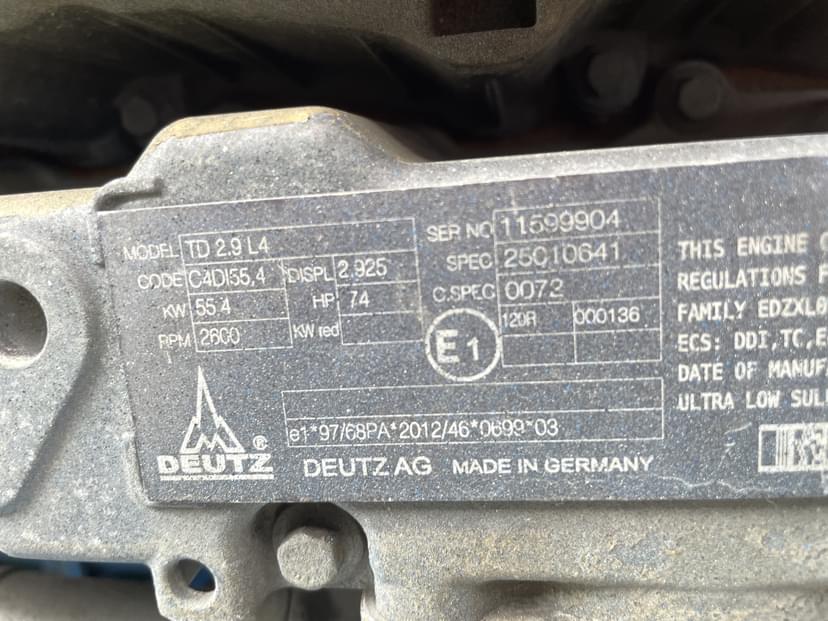 MODEL TD 2.9 L4
CODE C4DI55,4 DISPL 2.925
KW 55.4 HP 74
RPM 2600 KW red
SER NO 11599904
SPEC 25C10641
C.SPEC 0072
120R 000136
E1
e1*97/68PA*2012/46*0699*03
DEUTZ ®
DEUTZ AG MADE IN GERMANY
THIS ENGINE
REGULATIONS
FAMILY
ECS: DDI,TC,
DATE OF
ULTRA LOW